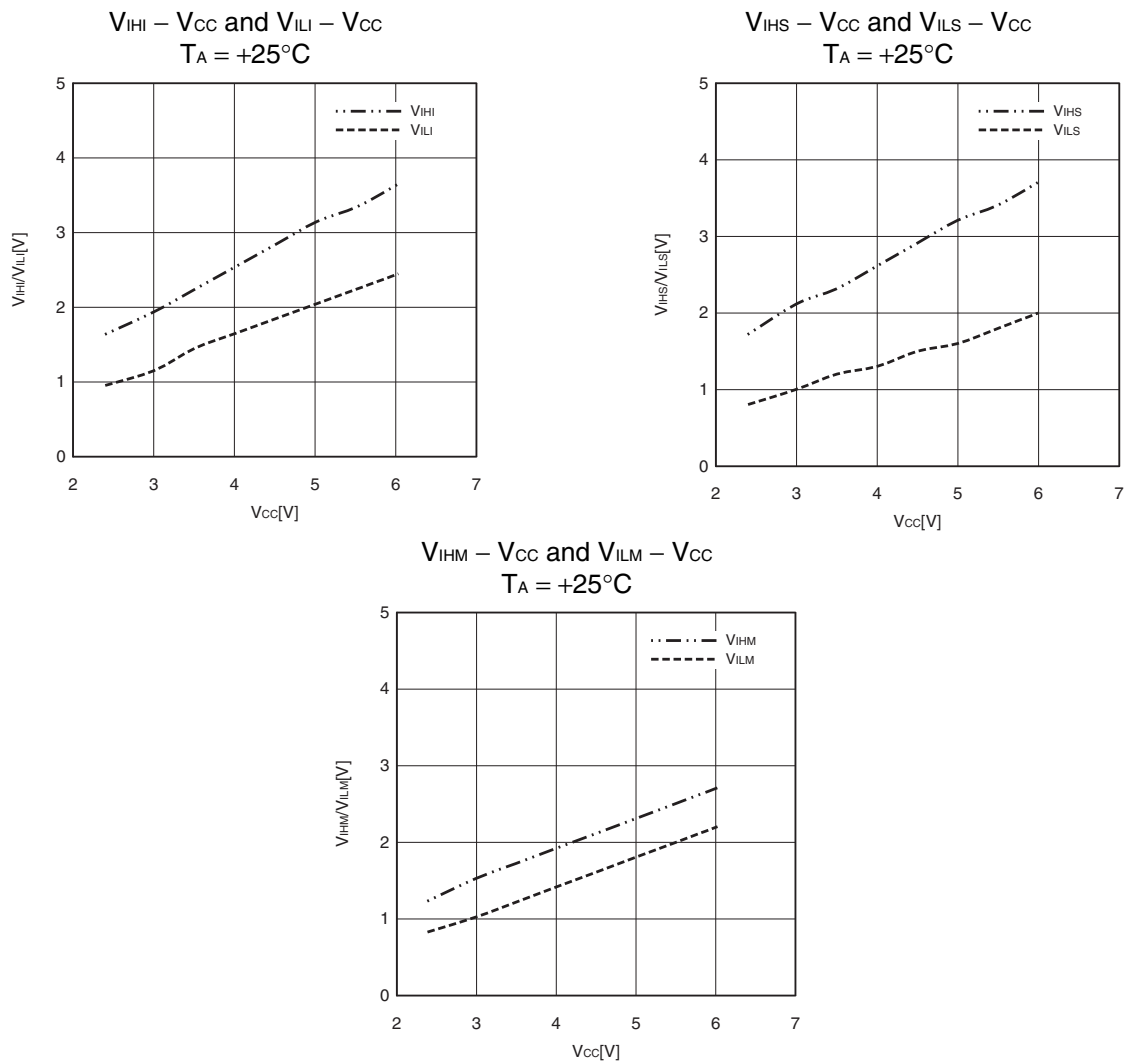 VIHI – VCC and VILI – VCC
TA = +25°C
5
4
3
2
1
0
2 3 4 5 6 7
VIHI/VILI[V]
VCC[V]
VIHI
VILI
VIHS – VCC and VILS – VCC
TA = +25°C
5
4
3
2
1
0
2 3 4 5 6 7
VIHS/VILS[V]
VCC[V]
VIHS
VILS
VIHM – VCC and VILM – VCC
TA = +25°C
5
4
3
2
1
0
2 3 4 5 6 7
VIHM/VILM[V]
VCC[V]
VIHM
VILM